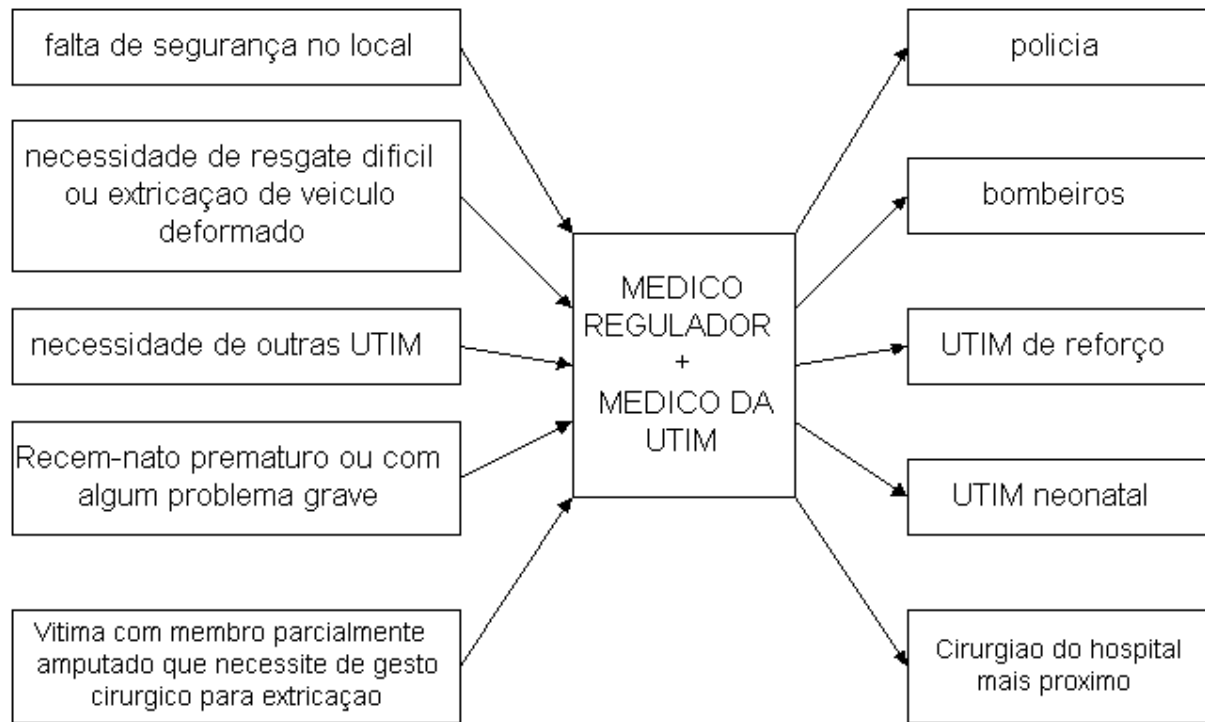 falta de segurança no local
necessidade de resgate dificil
ou extricaçao de veiculo
deformado
necessidade de outras UTIM
Recem-nato prematuro ou com
algum problema grave
Vitima com membro parcialmente
amputado que necessite de gesto
cirurgico para extricaçao
MEDICO
REGULADOR
+
MEDICO DA
UTIM
policia
bombeiros
UTIM de reforço
UTIM neonatal
Cirurgiao do hospital
mais proximo